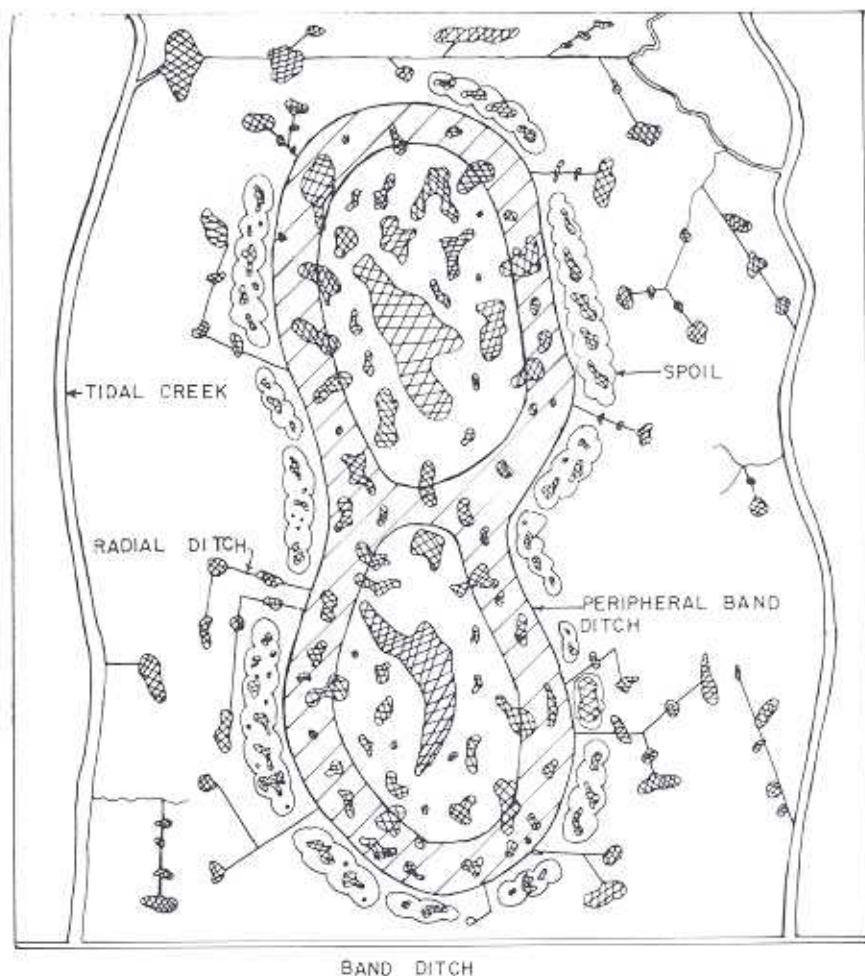 SPOIL
TIDAL CREEK
RADIAL DITCH
PERIPHERAL BAND
DITCH
BAND DITCH